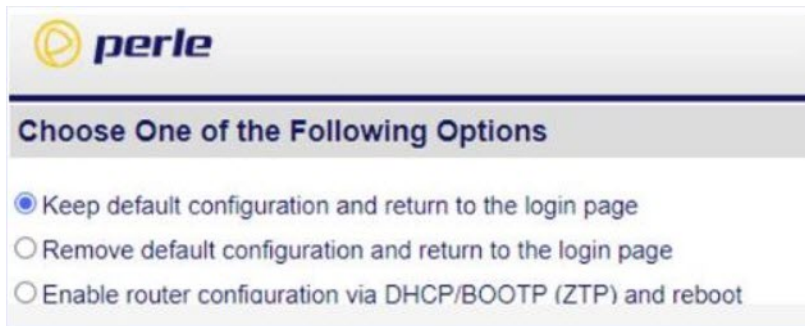 perle
Choose One of the Following Options
Keep default configuration and return to the login page
Remove default configuration and return to the login page
Enable router configuration via DHCP/BOOTP (ZTP) and reboot